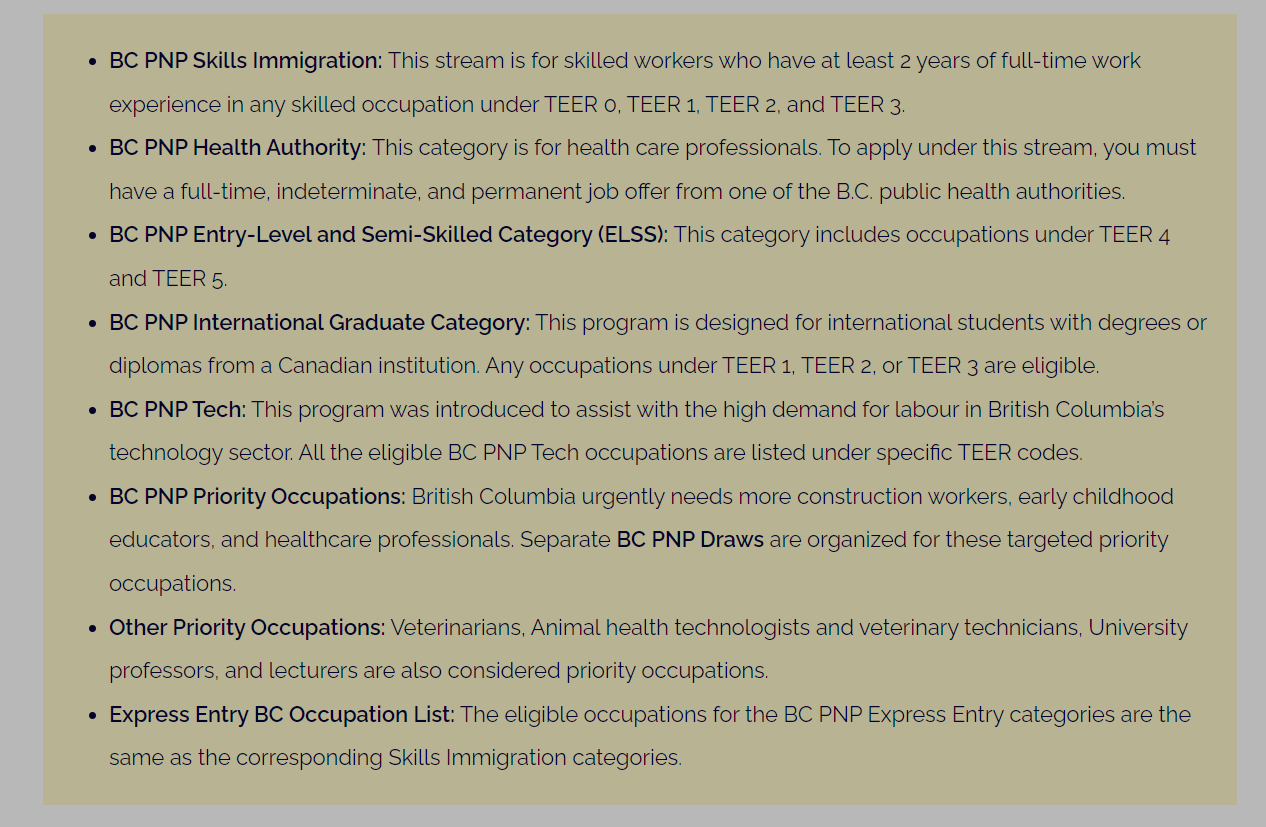 BC PNP Skills Immigration: This stream is for skilled workers who have at least 2 years of full-time work
experience in any skilled occupation under TEER 0, TEER 1, TEER 2, and TEER 3.
BC PNP Health Authority: This category is for health care professionals. To apply under this stream, you must
have a full-time, indeterminate, and permanent job offer from one of the B.C. public health authorities.
BC PNP Entry-Level and Semi-Skilled Category (ELSS): This category includes occupations under TEER 4
and TEER 5.
BC PNP International Graduate Category: This program is designed for international students with degrees or
diplomas from a Canadian institution. Any occupations under TEER 1, TEER 2, or TEER 3 are eligible.
BC PNP Tech: This program was introduced to assist with the high demand for labour in British Columbia's
technology sector. All the eligible BC PNP Tech occupations are listed under specific TEER codes.
BC PNP Priority Occupations: British Columbia urgently needs more construction workers, early childhood
educators, and healthcare professionals. Separate BC PNP Draws are organized for these targeted priority
occupations.
Other Priority Occupations: Veterinarians, Animal health technologists and veterinary technicians, University
professors, and lecturers are also considered priority occupations.
Express Entry BC Occupation List: The eligible occupations for the BC PNP Express Entry categories are the
same as the corresponding Skills Immigration categories.